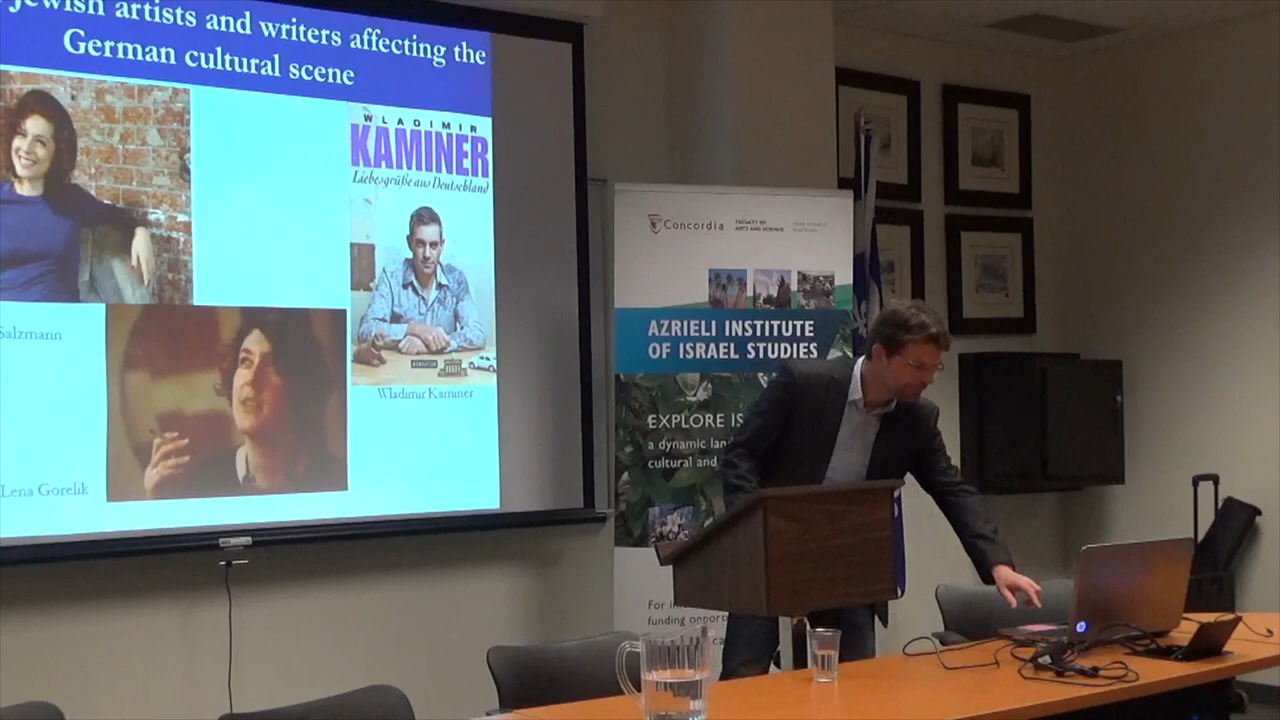 Jewish artists and writers affecting the
German cultural scene
WLADIMIR
KAMINER
Liebesgrüße aus Deutschland
Salzmann
Wladimir Kaminer
Lena Gorelik
Concordia
FACULTY OF
ARTS AND SCIENCE
AZRIELI INSTITUTE
OF ISRAEL STUDIES
EXPLORE IS
a dynamic lan
cultural and
For in
funding opport
ca